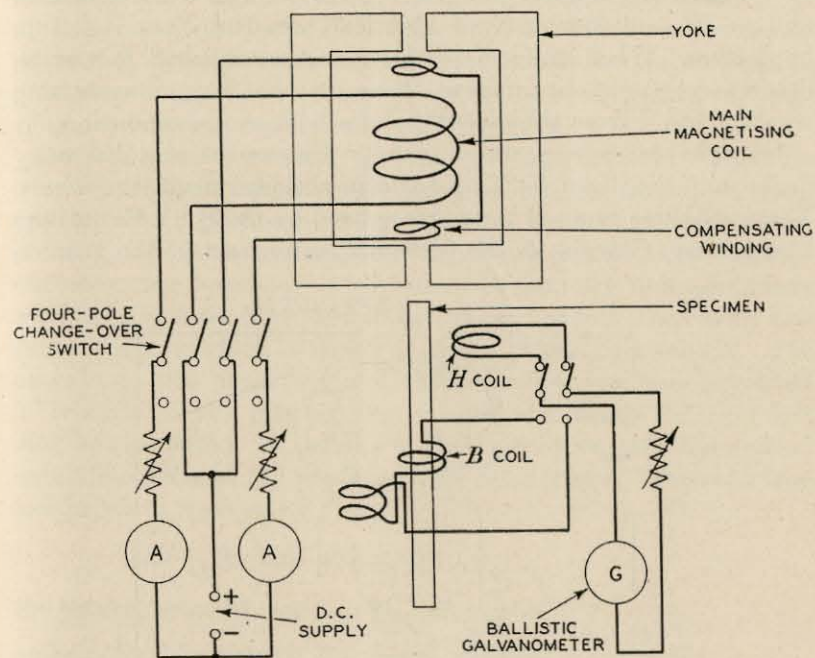 YOKE
MAIN
MAGNETISING
COIL
COMPENSATING
WINDING
SPECIMEN
FOUR-POLE
CHANGE-OVER
SWITCH
H COIL
B COIL
A
A
G
+
−
D.C.
SUPPLY
BALLISTIC
GALVANOMETER